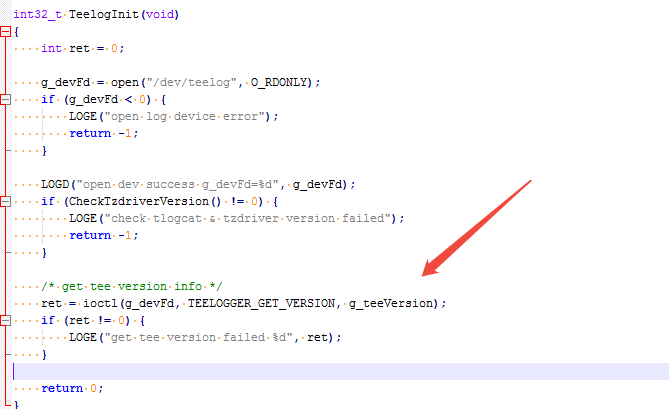 int32_t TeelogInit(void)
{
    int ret = 0;

    g_devFd = open("/dev/teelog", O_RDONLY);
    if (g_devFd < 0) {
        LOGE("open log device error");
        return -1;
    }

    LOGD("open dev success g_devFd=%d", g_devFd);
    if (CheckTzdriverVersion() != 0) {
        LOGE("check tlogcat & tzdriver version failed");
        return -1;
    }

    /* get tee version info */
    ret = ioctl(g_devFd, TEELOGGER_GET_VERSION, g_teeVersion);
    if (ret != 0) {
        LOGE("get tee version failed %d", ret);
    }

    return 0;
}